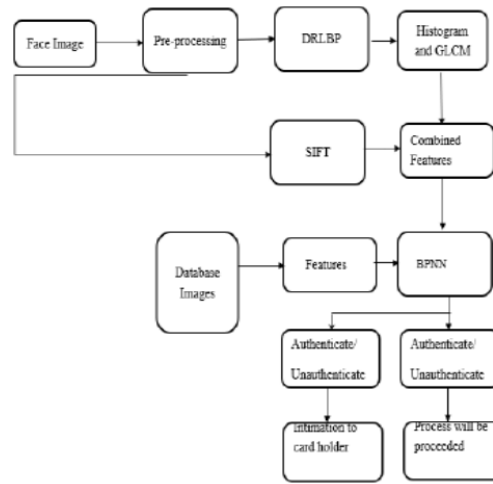 Face Image
Pre-processing
DRLBP
Histogram
and GLCM
SIFT
Combined
Features
Database
Images
Features
BPNN
Authenticate/
Unauthenticate
Authenticate/
Unauthenticate
Intimation to
card holder
Process will be
proceeded